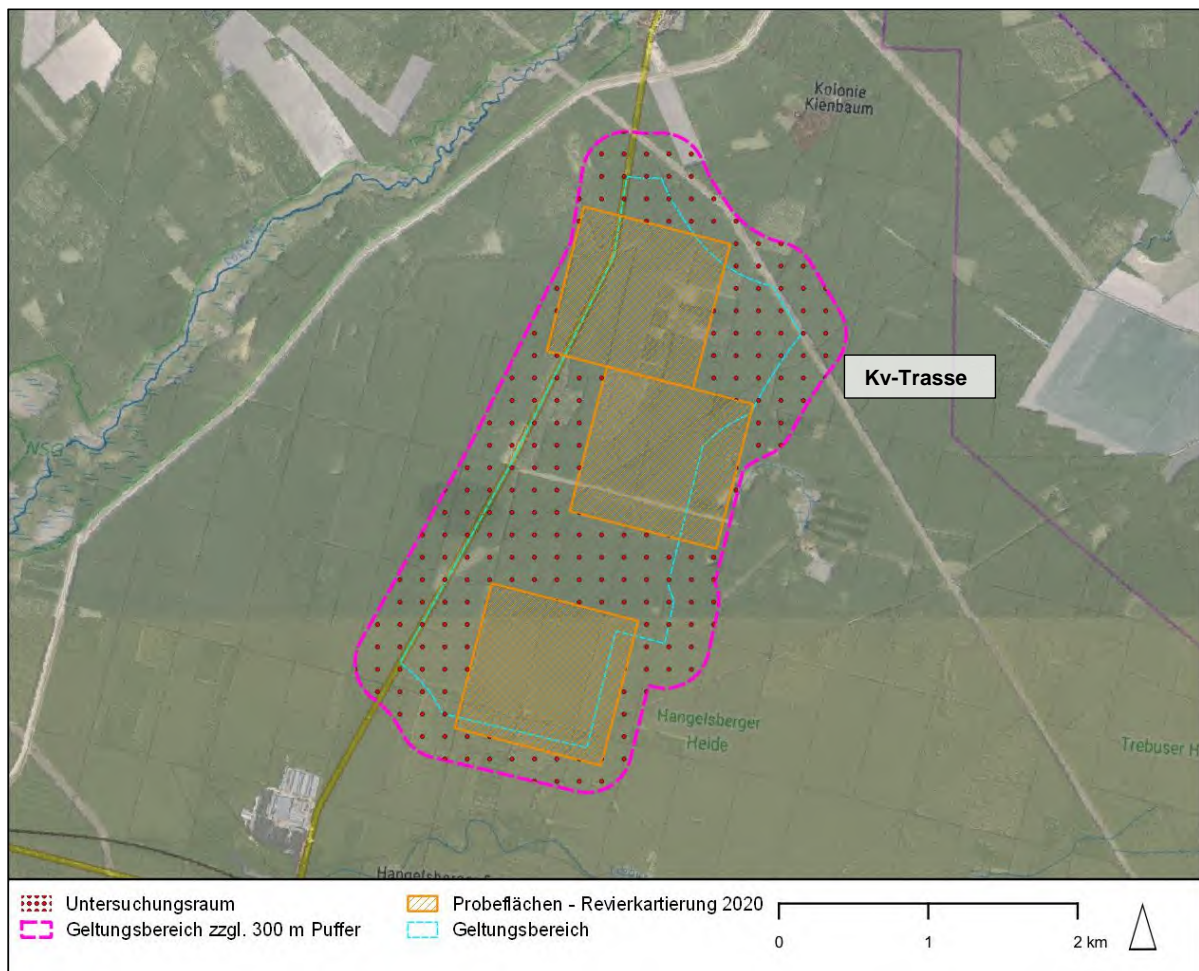 Kolonie
Kienbaum
Kv-Trasse
NSG
Hangelsberger
Heide
Trebuser H
Untersuchungsraum
Geltungsbereich zzgl. 300 m Puffer
Probeflächen - Revierkartierung 2020
Geltungsbereich
0 1 2 km